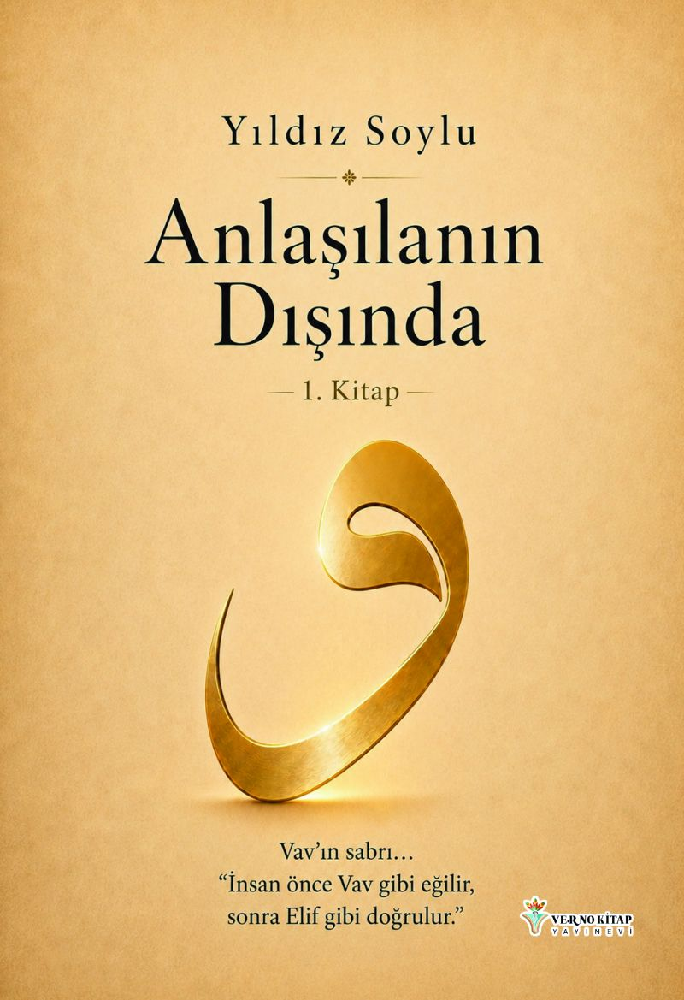 Yıldız Soylu
Anlaşılanın
Dışında
1. Kitap
و
Vav’ın sabrı…
“İnsan önce Vav gibi eğilir,
sonra Elif gibi doğrulur.”
VERNO KİTAP
YAYINEVİ